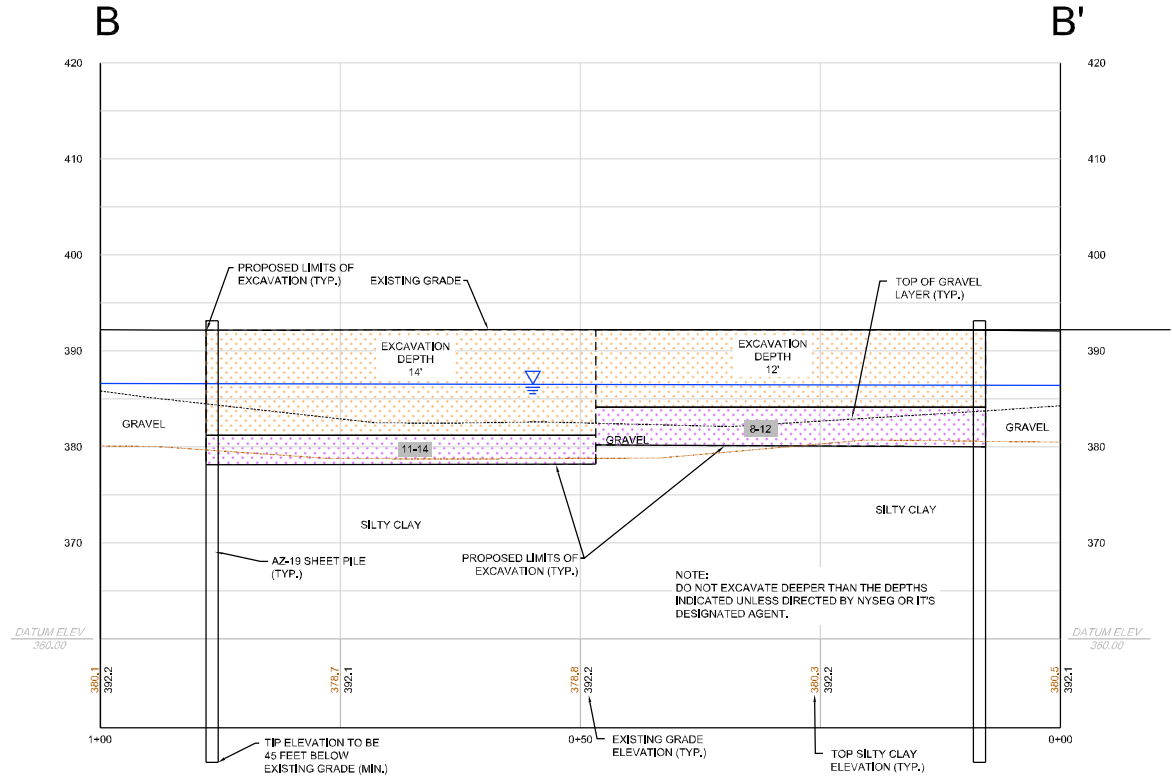 B
B'
420
420
410
410
400
400
PROPOSED LIMITS OF
EXCAVATION (TYP.)
EXISTING GRADE
TOP OF GRAVEL
LAYER (TYP.)
390
EXCAVATION
DEPTH
14'
EXCAVATION
DEPTH
12'
390
GRAVEL
8-12
GRAVEL
GRAVEL
380
11-14
380
SILTY CLAY
SILTY CLAY
370
370
AZ-19 SHEET PILE
(TYP.)
PROPOSED LIMITS OF
EXCAVATION (TYP.)
NOTE:
DO NOT EXCAVATE DEEPER THAN THE DEPTHS
INDICATED UNLESS DIRECTED BY NYSEG OR IT'S
DESIGNATED AGENT.
DATUM ELEV
360.00
DATUM ELEV
360.00
380.1
392.2
378.7
392.1
378.8
392.2
380.3
392.2
380.5
392.1
1+00
0+50
0+00
TIP ELEVATION TO BE
45 FEET BELOW
EXISTING GRADE (MIN.)
EXISTING GRADE
ELEVATION (TYP.)
TOP SILTY CLAY
ELEVATION (TYP.)